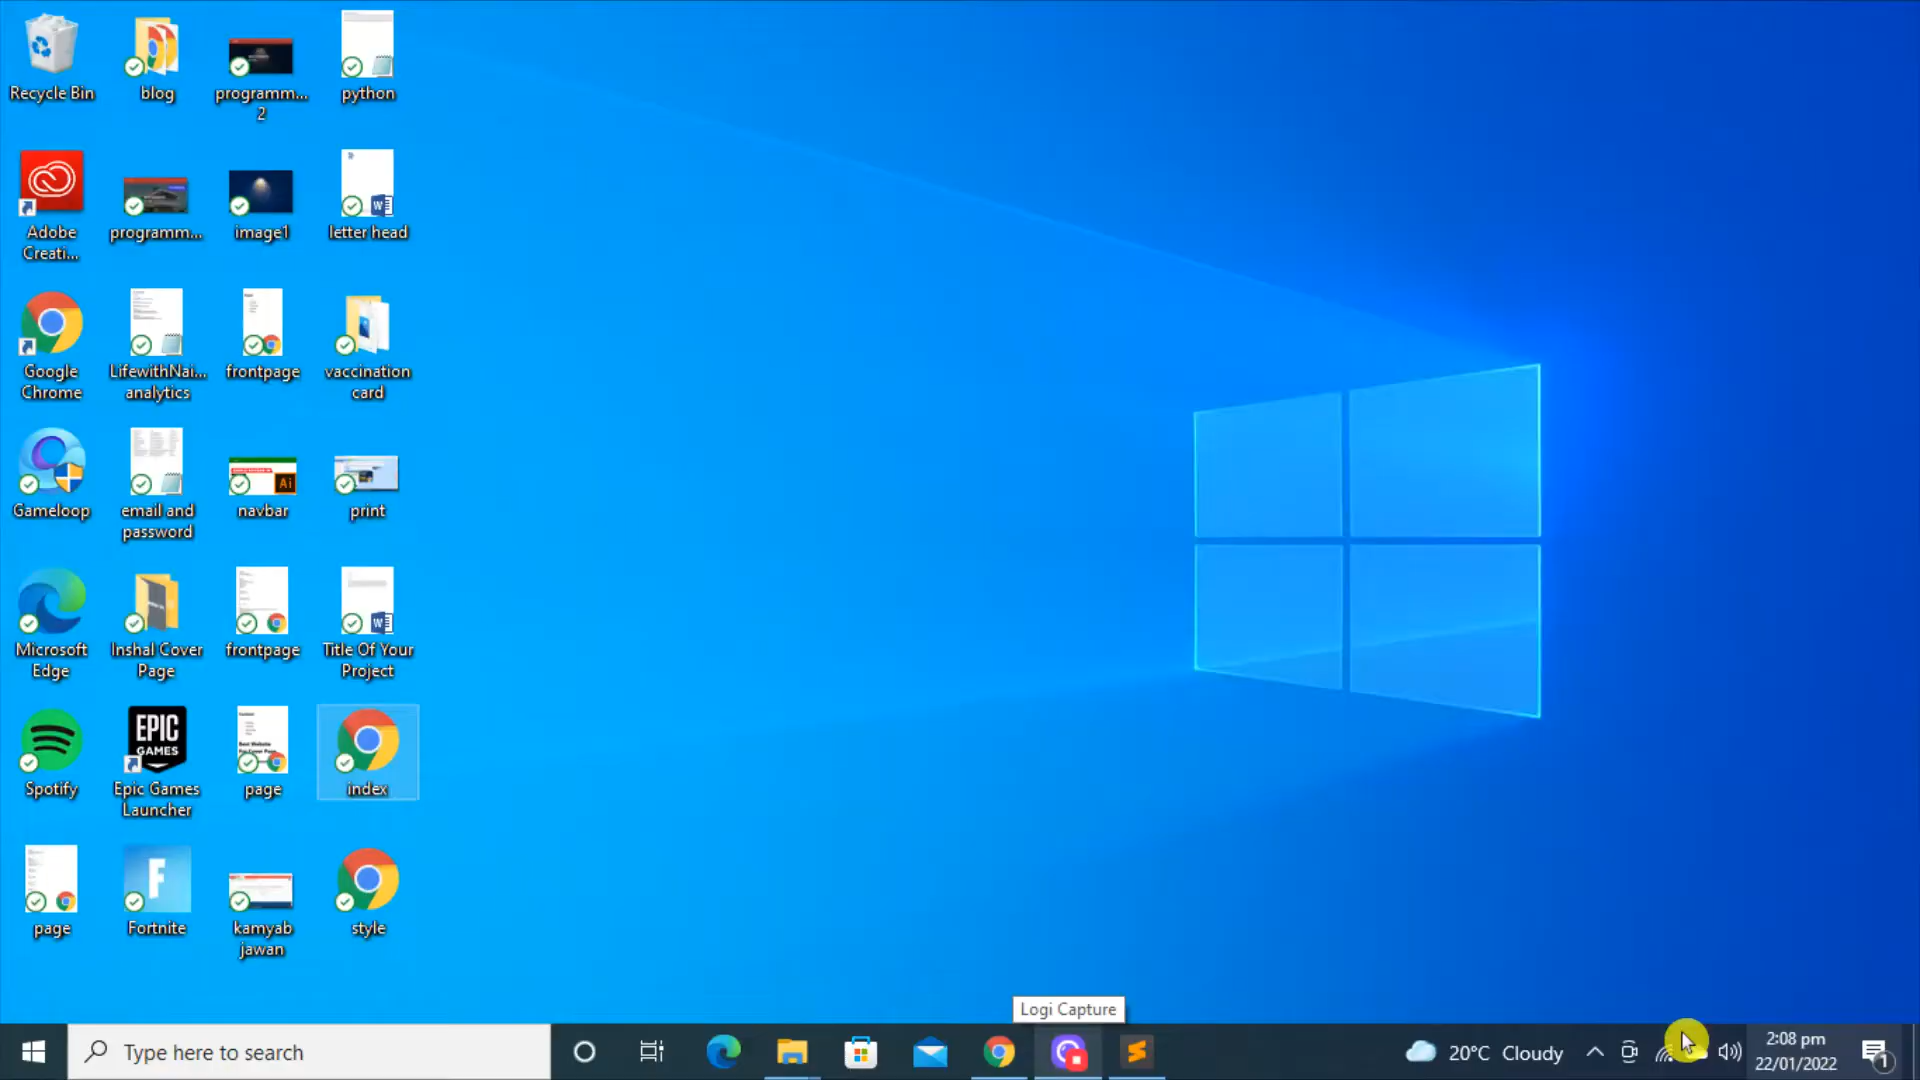 Recycle Bin
blog
programm...
2
python
Adobe
Creati...
programm...
image1
letter head
Google
Chrome
LifewithNai...
analytics
frontpage
vaccination
card
Gameloop
email and
password
navbar
Ai
print
Microsoft
Edge
Inshal Cover
Page
frontpage
Title Of Your
Project
Spotify
EPIC
GAMES
Epic Games
Launcher
page
index
page
F
Fortnite
kamyab
jawan
style
Logi Capture
Type here to search
20°C Cloudy
2:08 pm
22/01/2022
1